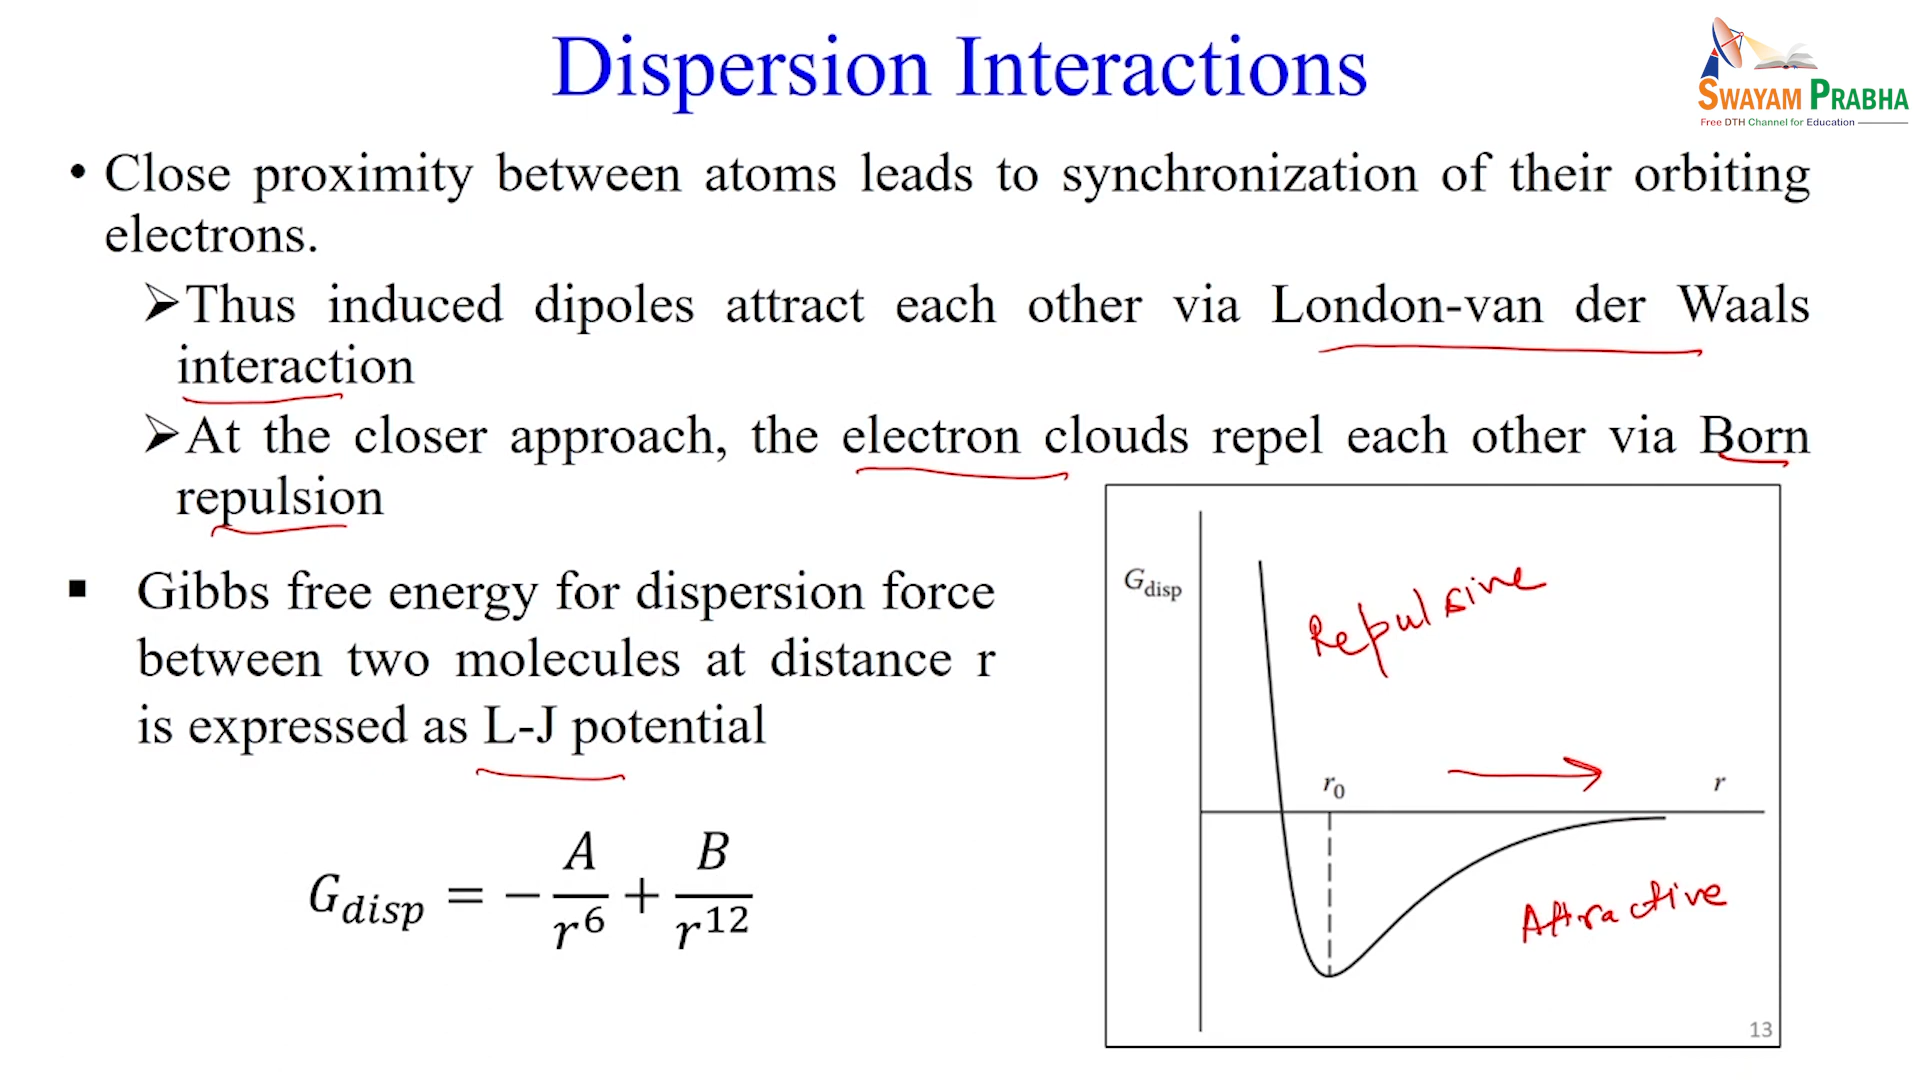 Dispersion Interactions
SWAYAM PRABHA
Free DTH Channel for Education
• Close proximity between atoms leads to synchronization of their orbiting
electrons.
➢Thus induced dipoles attract each other via London-van der Waals
interaction
➢At the closer approach, the electron clouds repel each other via Born
repulsion
▪ Gibbs free energy for dispersion force
between two molecules at distance r
is expressed as L-J potential
G_disp = −A/r^6 + B/r^12
G_disp
Repulsive
r_0
r
Attractive
13